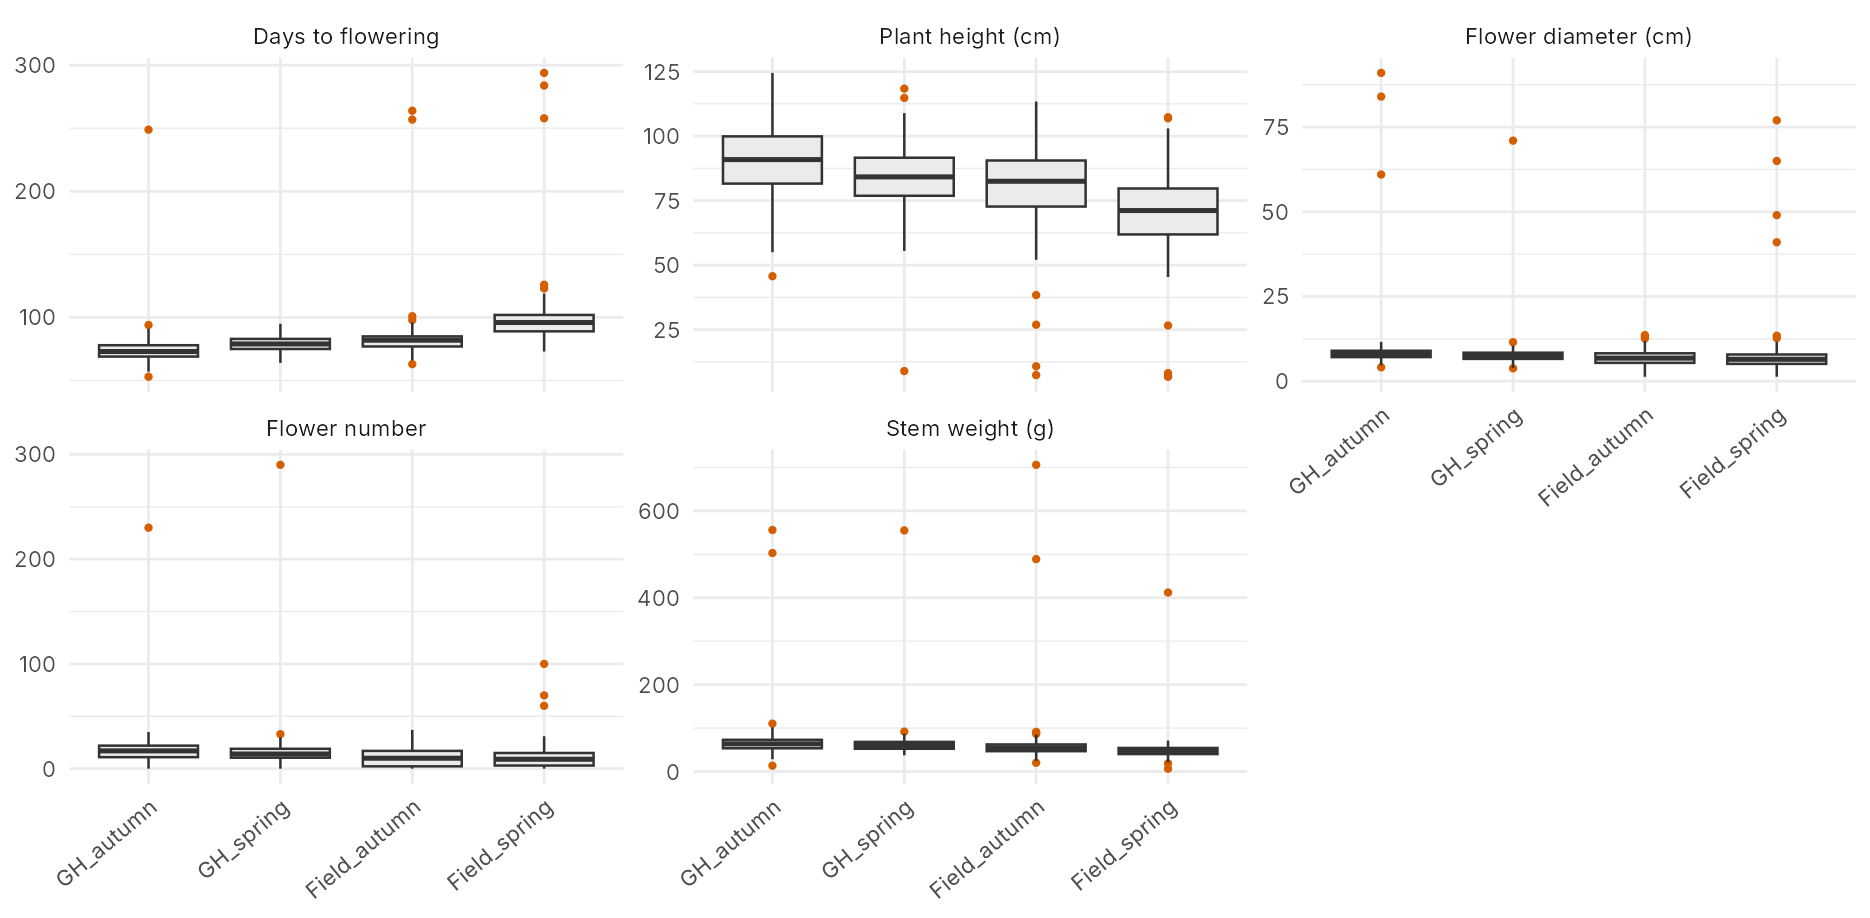 Days to flowering
300
200
100
Plant height (cm)
125
100
75
50
25
Flower diameter (cm)
75
50
25
0
GH_autumn
GH_spring
Field_autumn
Field_spring
Flower number
300
200
100
0
GH_autumn
GH_spring
Field_autumn
Field_spring
Stem weight (g)
600
400
200
0
GH_autumn
GH_spring
Field_autumn
Field_spring